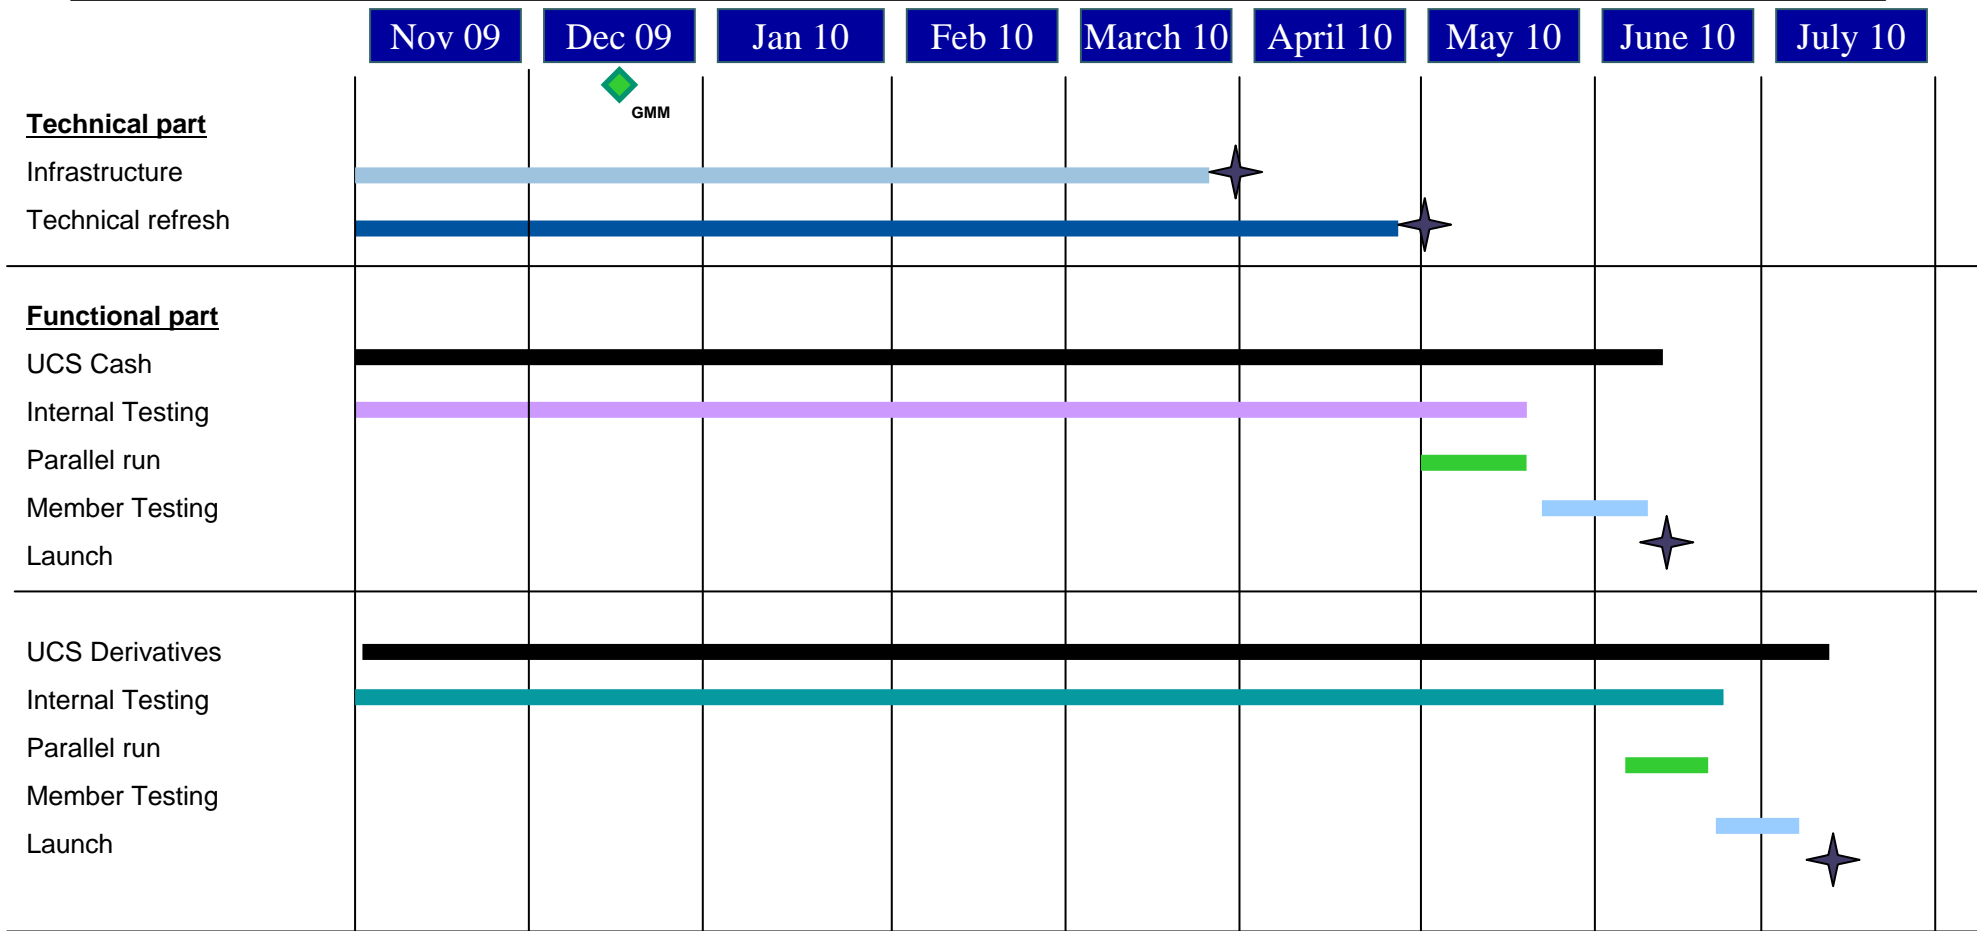 Nov 09 Dec 09 Jan 10 Feb 10 March 10 April 10 May 10 June 10 July 10
GMM
Technical part
Infrastructure
Technical refresh
Functional part
UCS Cash
Internal Testing
Parallel run
Member Testing
Launch
UCS Derivatives
Internal Testing
Parallel run
Member Testing
Launch